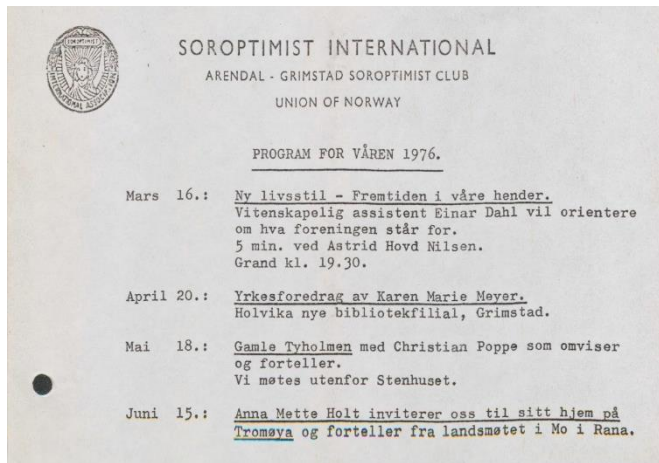 SOROPTIMIST
INTERNATIONAL ASSOCIATION
SOROPTIMIST INTERNATIONAL
ARENDAL - GRIMSTAD SOROPTIMIST CLUB
UNION OF NORWAY
PROGRAM FOR VÅREN 1976.
Mars 16.: Ny livsstil - Fremtiden i våre hender.
Vitenskapelig assistent Einar Dahl vil orientere
om hva foreningen står for.
5 min. ved Astrid Hovd Nilsen.
Grand kl. 19.30.
April 20.: Yrkesforedrag av Karen Marie Meyer.
Holvika nye bibliotekfilial, Grimstad.
Mai 18.: Gamle Tyholmen med Christian Poppe som omviser
og forteller.
Vi møtes utenfor Stenhuset.
Juni 15.: Anna Mette Holt inviterer oss til sitt hjem på
Tromøya og forteller fra landsmøtet i Mo i Rana.